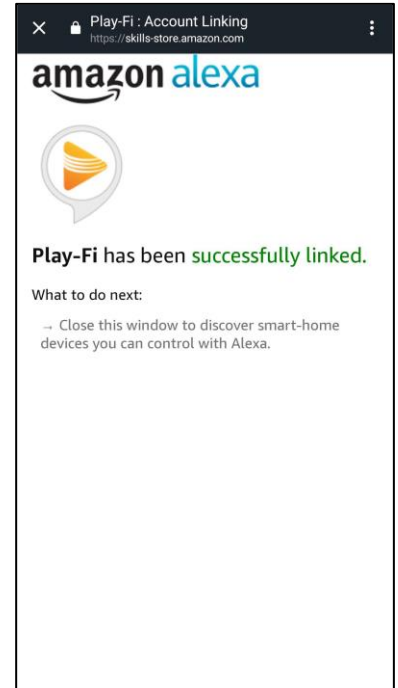 Play-Fi : Account Linking
https://skills-store.amazon.com
amazon alexa
Play-Fi has been successfully linked.
What to do next:
→ Close this window to discover smart-home
devices you can control with Alexa.